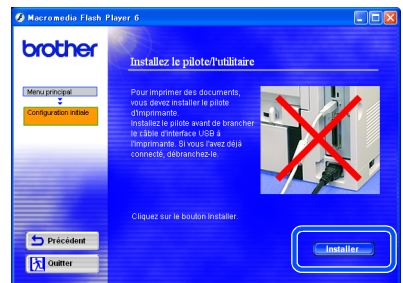 Macromedia Flash Player 6
brother
Installez le pilote/l'utilitaire
Menu principal
Configuration initiale
Pour imprimer des documents,
vous devez installer le pilote
d'imprimante.
Installez le pilote avant de brancher
le câble d'interface USB à
l'imprimante. Si vous l'avez déjà
connecté, débranchez-le.
Cliquez sur le bouton Installer.
Précédent
Quitter
Installer